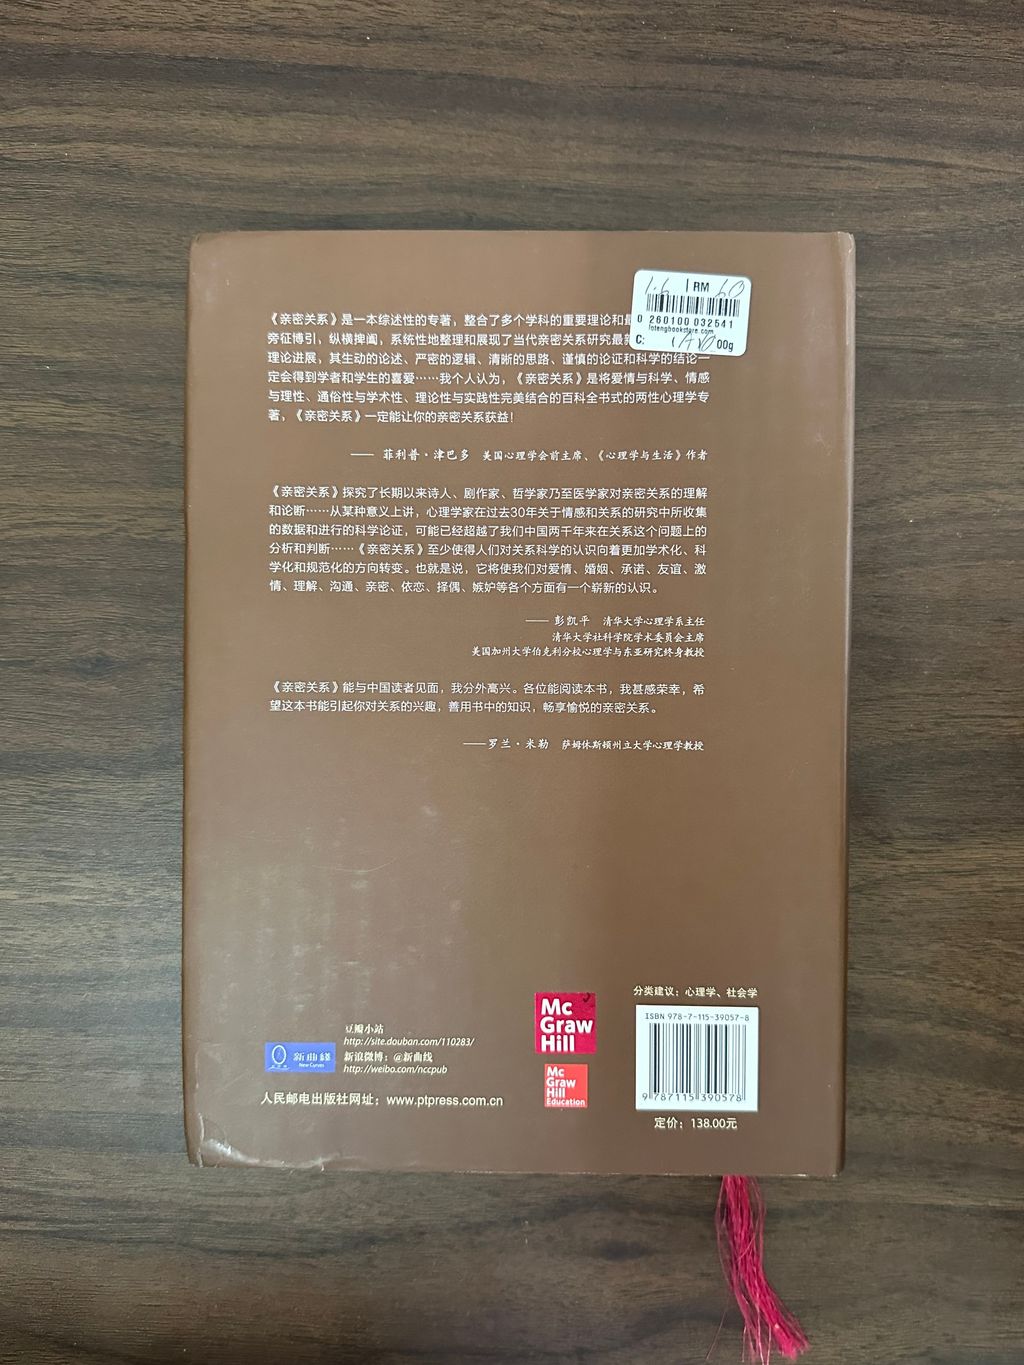 RM 60
0 260100 032541
C:
00g
《亲密关系》是一本综述性的专著，整合了多个学科的重要理论和最
旁征博引，纵横捭阖，系统性地整理和展现了当代亲密关系研究最新
理论进展，其生动的论述、严密的逻辑、清晰的思路、谨慎的论证和科学的结论一
定会得到学者和学生的喜爱……我个人认为，《亲密关系》是将爱情与科学、情感
与理性、通俗性与学术性、理论性与实践性完美结合的百科全书式的两性心理学专
著，《亲密关系》一定能让你的亲密关系获益！
—— 菲利普·津巴多 美国心理学会前主席、《心理学与生活》作者
《亲密关系》探究了长期以来诗人、剧作家、哲学家乃至医学家对亲密关系的理解
和论断……从某种意义上讲，心理学家在过去30年关于情感和关系的研究中所收集
的数据和进行的科学论证，可能已经超越了我们中国两千年来在关系这个问题上的
分析和判断……《亲密关系》至少使得人们对关系科学的认识向着更加学术化、科
学化和规范化的方向转变。也就是说，它将使我们对爱情、婚姻、承诺、友谊、激
情、理解、沟通、亲密、依恋、择偶、嫉妒等各个方面有一个崭新的认识。
—— 彭凯平 清华大学心理学系主任
清华大学社科学院学术委员会主席
美国加州大学伯克利分校心理学与东亚研究终身教授
《亲密关系》能与中国读者见面，我分外高兴。各位能阅读本书，我甚感荣幸，希
望这本书能引起你对关系的兴趣，善用书中的知识，畅享愉悦的亲密关系。
——罗兰·米勒 萨姆休斯顿州立大学心理学教授
豆瓣小站
http://site.douban.com/110283/
新曲线
New Curves
新浪微博：@新曲线
http://weibo.com/nccpub
人民邮电出版社网址：www.ptpress.com.cn
Mc
Graw
Hill
Mc
Graw
Hill
Education
分类建议：心理学、社会学
ISBN 978-7-115-39057-8
9 787115 390578
定价：138.00元